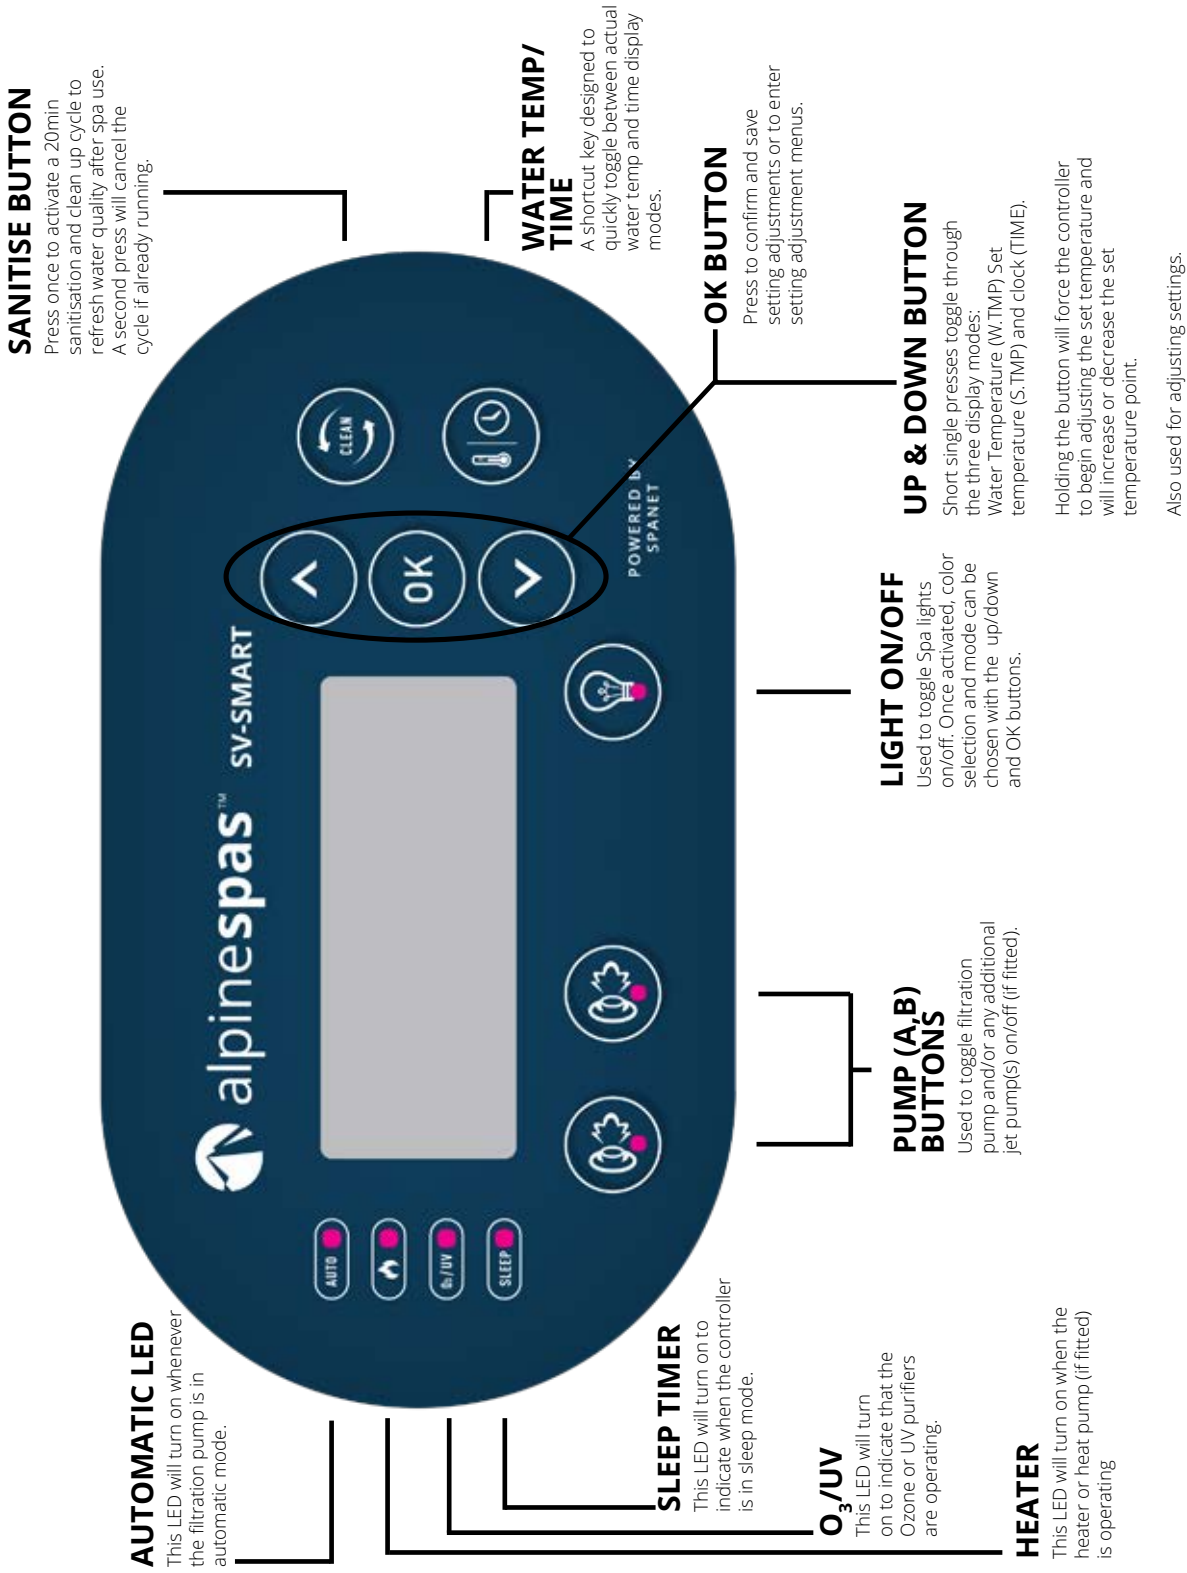 SANITISE BUTTON
Press once to activate a 20min
sanitisation and clean up cycle to
refresh water quality after spa use.
A second press will cancel the
cycle if already running.
WATER TEMP/
TIME
A shortcut key designed to
quickly toggle between actual
water temp and time display
modes.
OK BUTTON
Press to confirm and save
setting adjustments or to enter
setting adjustment menus.
UP & DOWN BUTTON
Short single presses toggle through
the three display modes:
Water Temperature (W.TMP) Set
temperature (S.TMP) and clock (TIME).
Holding the button will force the controller
to begin adjusting the set temperature and
will increase or decrease the set
temperature point.
Also used for adjusting settings.
LIGHT ON/OFF
Used to toggle Spa lights
on/off. Once activated, color
selection and mode can be
chosen with the up/down
and OK buttons.
PUMP (A,B)
BUTTONS
Used to toggle filtration
pump and/or any additional
jet pump(s) on/off (if fitted).
AUTOMATIC LED
This LED will turn on whenever
the filtration pump is in
automatic mode.
SLEEP TIMER
This LED will turn on to
indicate when the controller
is in sleep mode.
O₃/UV
This LED will turn
on to indicate that the
Ozone or UV purifiers
are operating.
HEATER
This LED will turn on when the
heater or heat pump (if fitted)
is operating
alpinespas™ SV-SMART
AUTO
O₃/UV
SLEEP
OK
CLEAN
POWERED BY
SPANET